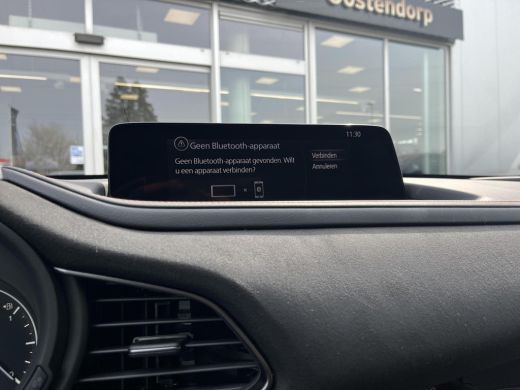 Oostendorp
11:30
Geen Bluetooth-apparaat
Geen Bluetooth-apparaat gevonden. Wilt
u een apparaat verbinden?
Verbinden
Annuleren